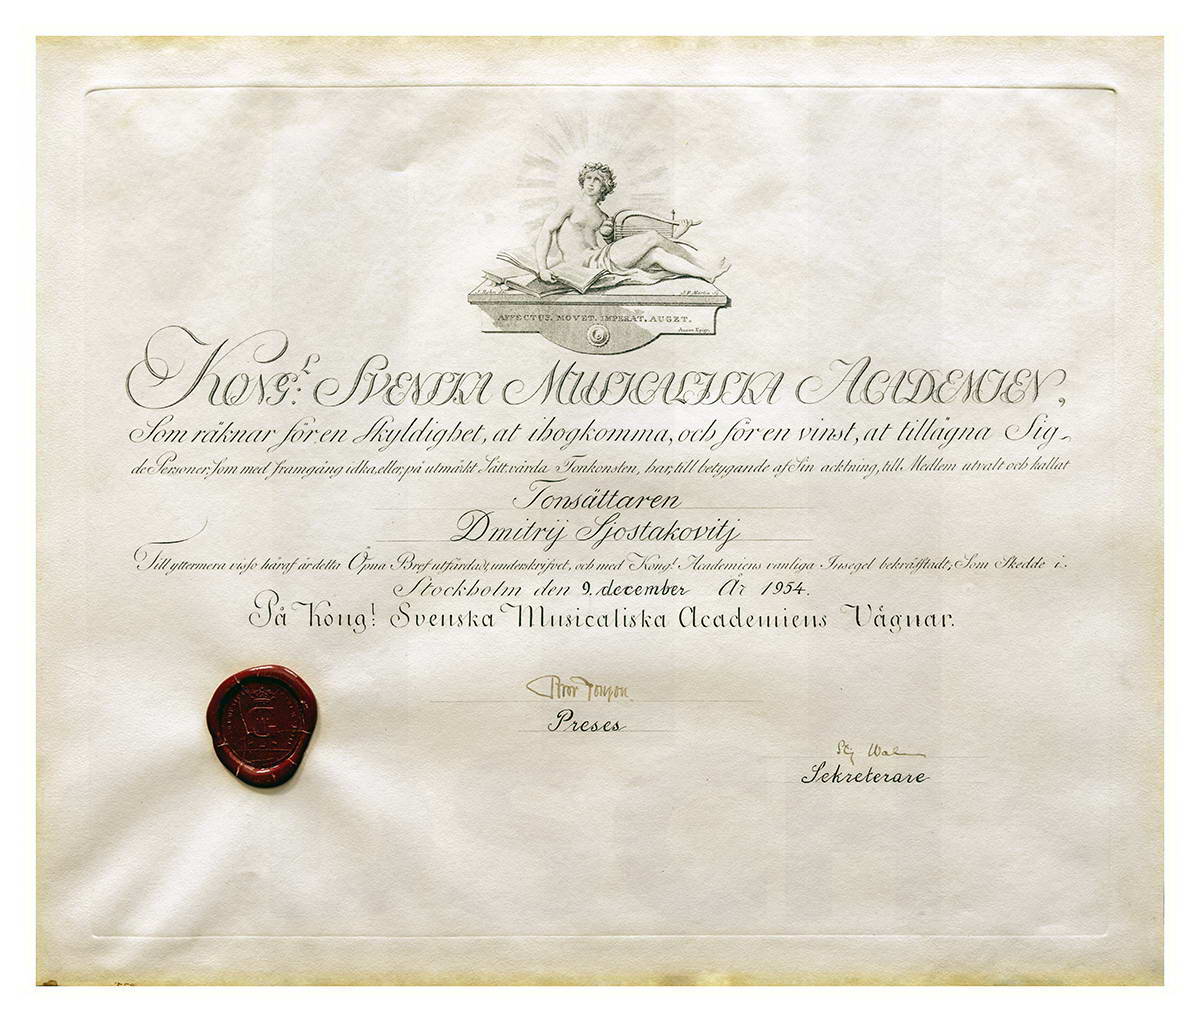 AFFECTUS. MOVET. IMPERAT. AUGET.
Kongl. Svenska Musicaliska Academien,
Som räknar för en Skyldighet, at ihogkomma, och för en vinst, at tillägna Sig
de Personer, Som med framgång idka, eller, på utmärkt Sätt, värda Tonkonsten, har, till betygande af Sin acktning, till Medlem utvalt och kallat
Tonsättaren
Dmitrij Sjostakovitj
Till yttermera visso häraf är detta Öpna Bref utfärdadt, underskrifvet, och med Kongl. Academiens vanliga Insegel bekräfftadt; Som Skedde i
Stockholm den 9. december År 1954.
På Kongl. Svenska Musicaliska Academiens Vägnar.
Preses
Sekreterare